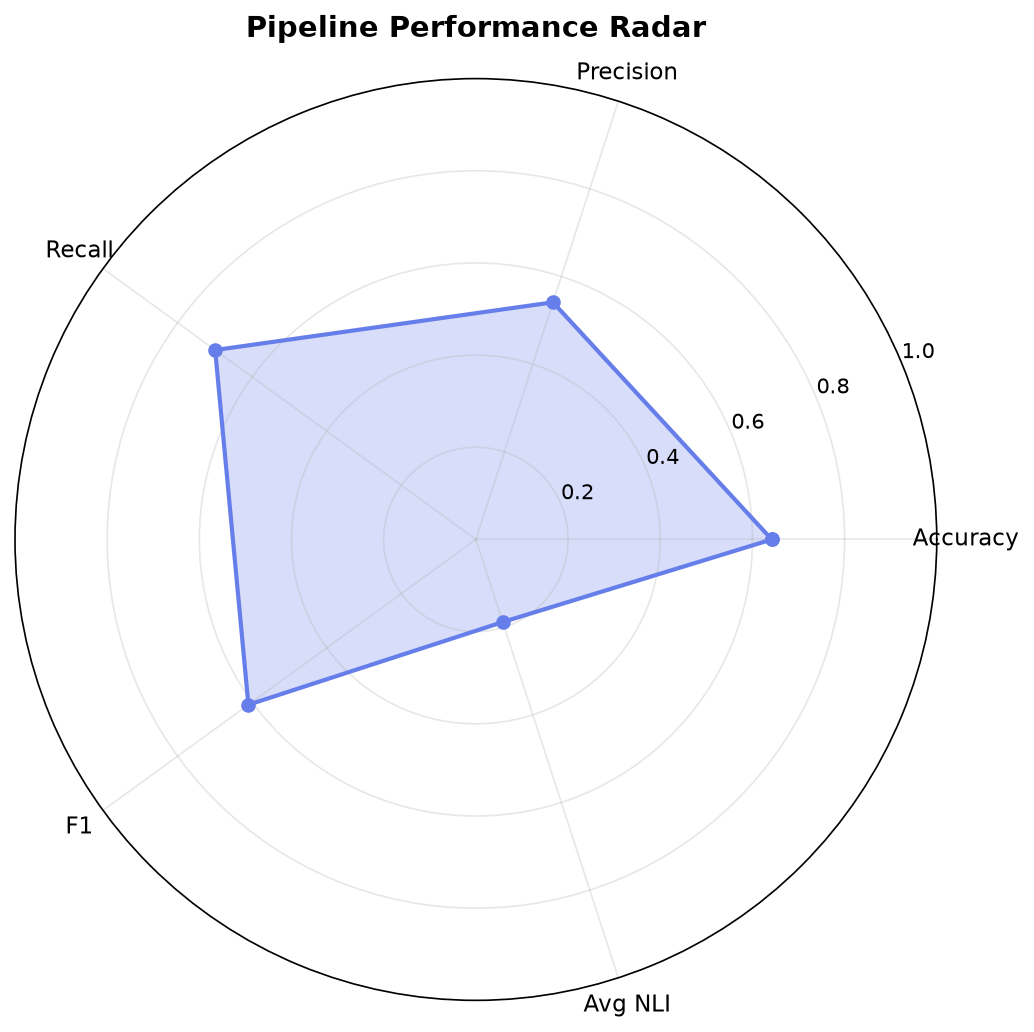 Pipeline Performance Radar
Precision
Recall
1.0
0.8
0.6
0.4
0.2
Accuracy
F1
Avg NLI